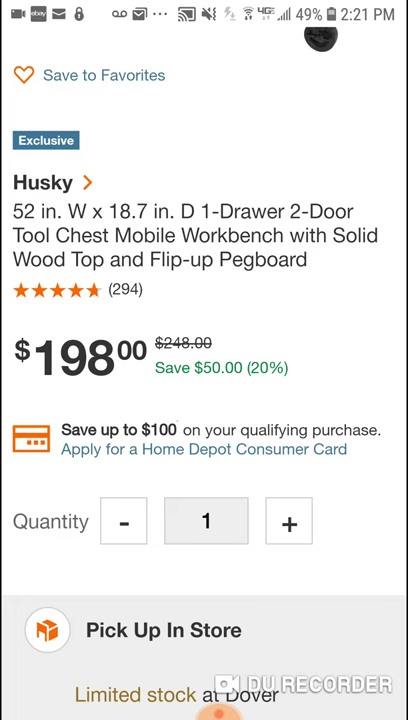 ebay 4GE 49% 2:21 PM
Save to Favorites
Exclusive
Husky
52 in. W x 18.7 in. D 1-Drawer 2-Door
Tool Chest Mobile Workbench with Solid
Wood Top and Flip-up Pegboard
(294)
$19800 $248.00
Save $50.00 (20%)
Save up to $100 on your qualifying purchase.
Apply for a Home Depot Consumer Card
Quantity - 1 +
Pick Up In Store
DU RECORDER
Limited stock at Dover